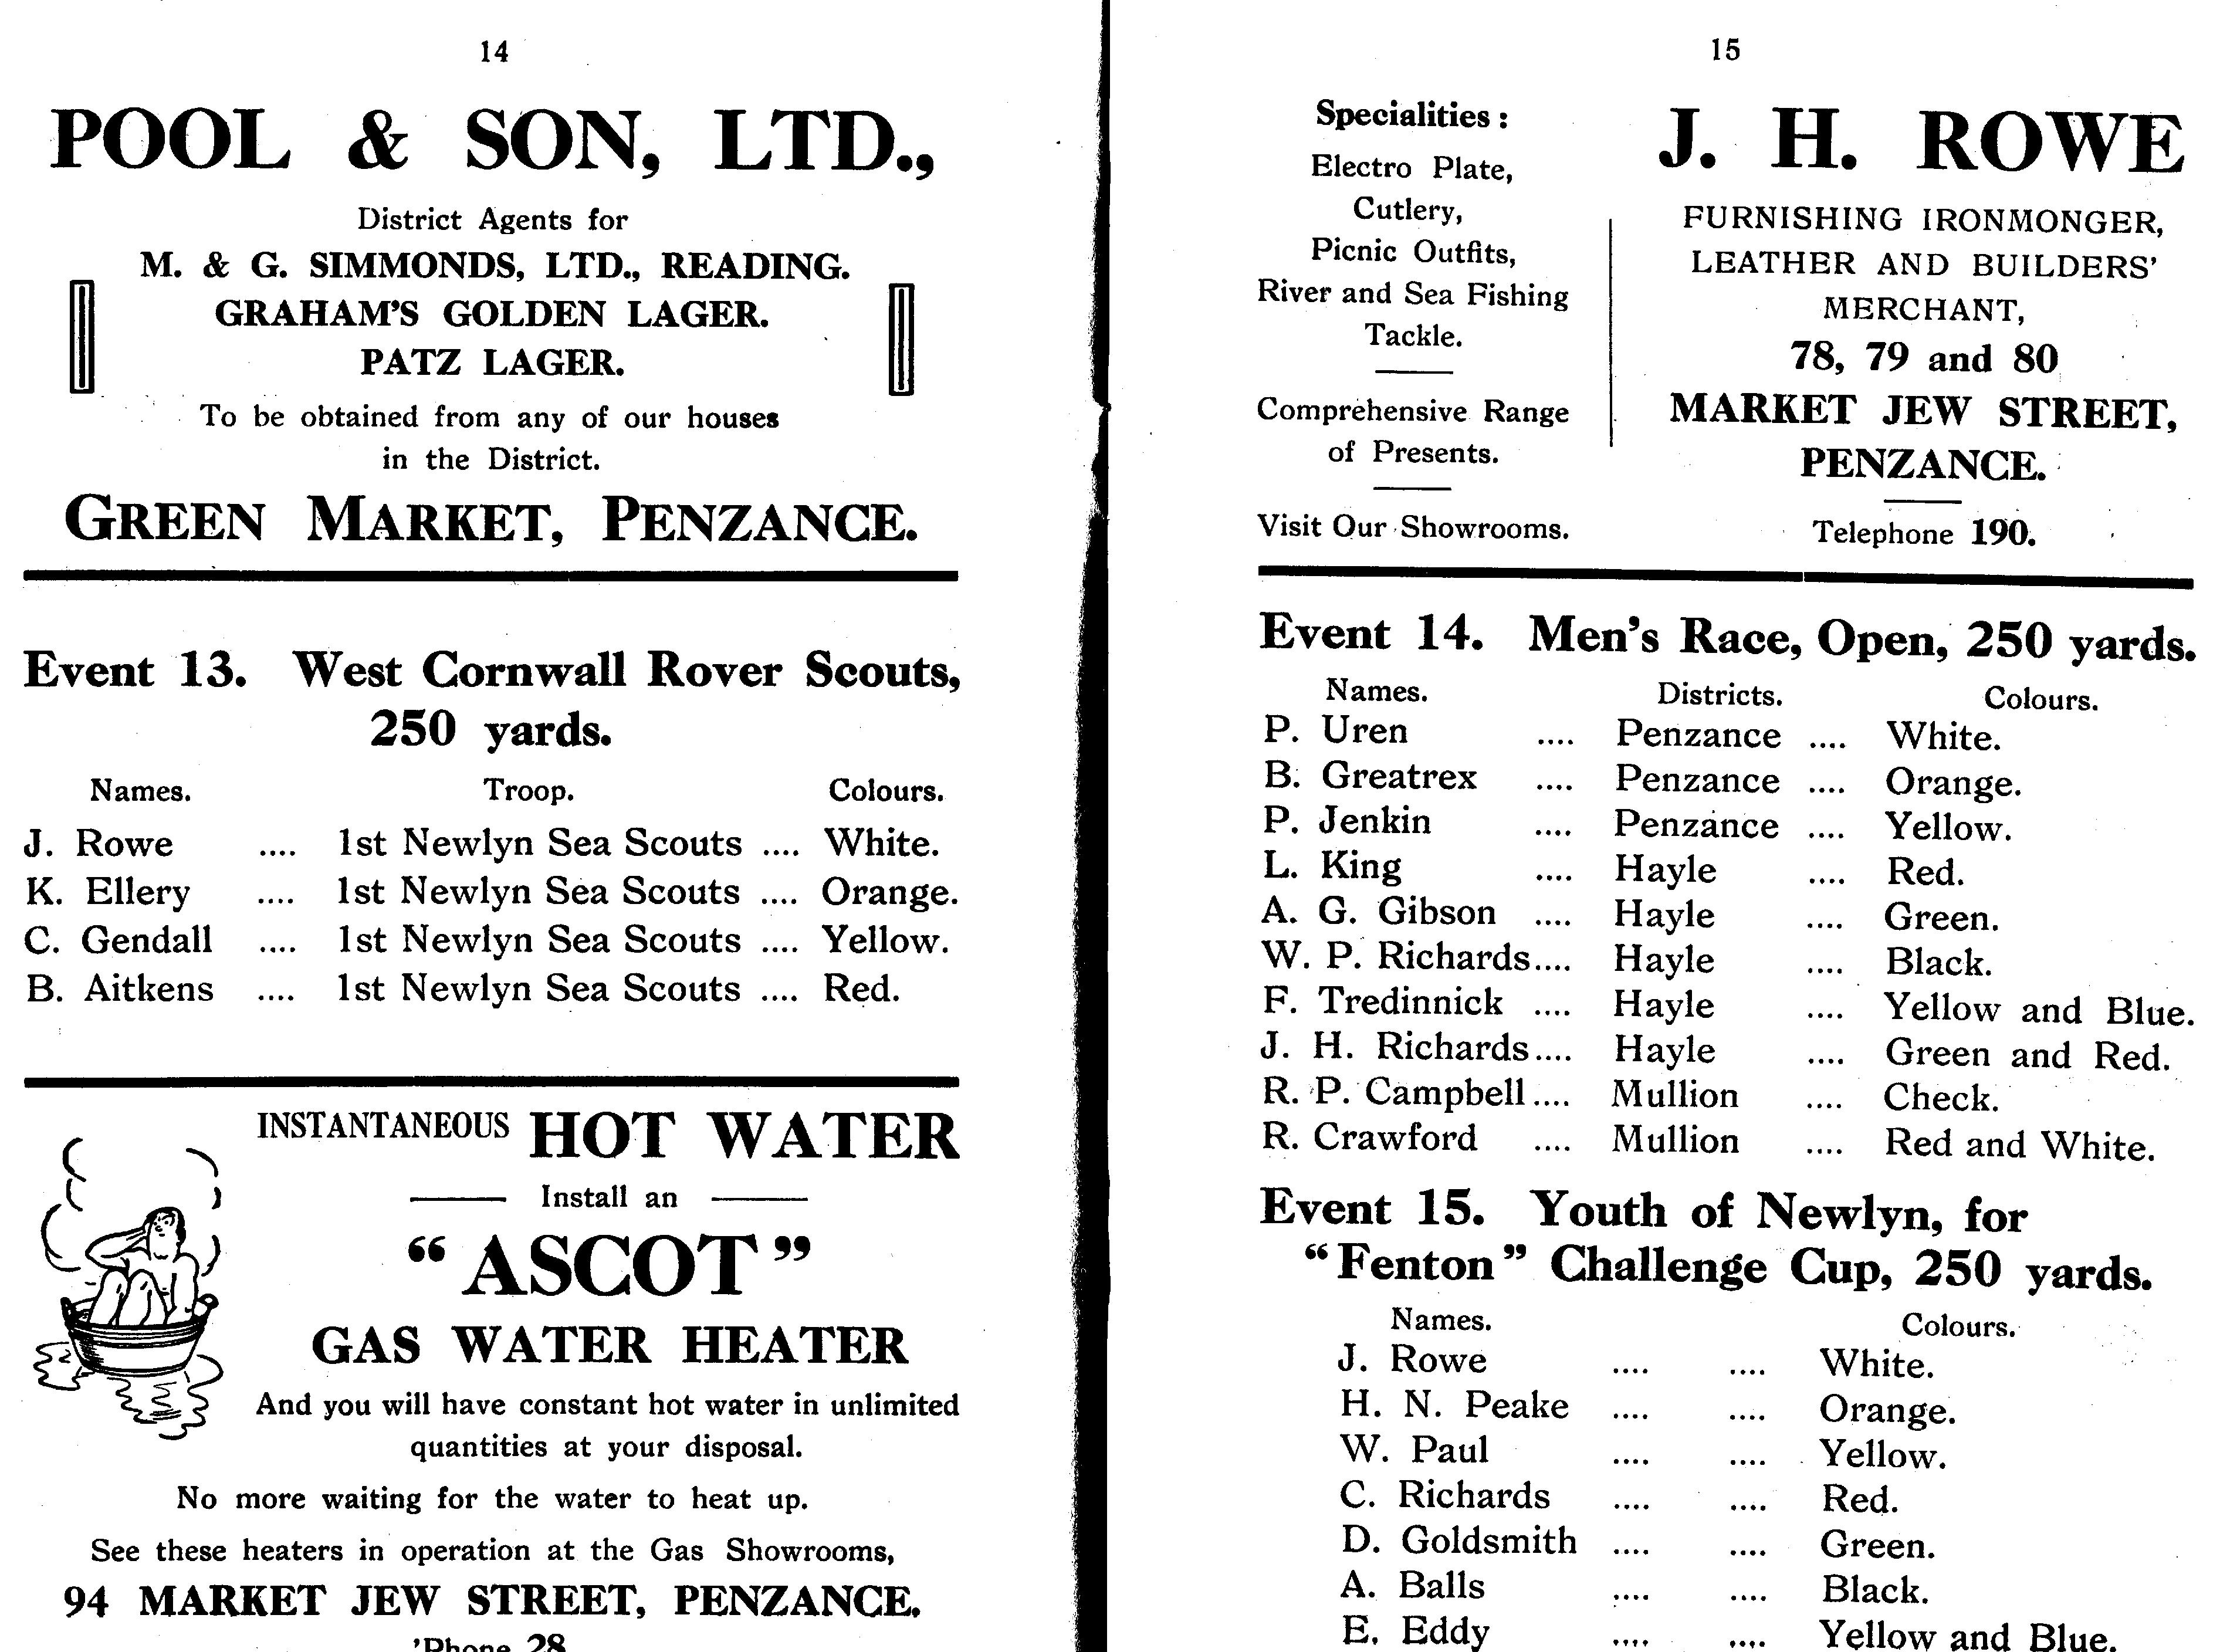 14
POOL & SON, LTD.,
District Agents for
M. & G. SIMMONDS, LTD., READING.
GRAHAM'S GOLDEN LAGER.
PATZ LAGER.
To be obtained from any of our houses
in the District.
GREEN MARKET, PENZANCE.
Event 13. West Cornwall Rover Scouts,
250 yards.
Names. Troop. Colours.
J. Rowe .... 1st Newlyn Sea Scouts .... White.
K. Ellery .... 1st Newlyn Sea Scouts .... Orange.
C. Gendall .... 1st Newlyn Sea Scouts .... Yellow.
B. Aitkens .... 1st Newlyn Sea Scouts .... Red.
INSTANTANEOUS HOT WATER
Install an
"ASCOT"
GAS WATER HEATER
And you will have constant hot water in unlimited
quantities at your disposal.
No more waiting for the water to heat up.
See these heaters in operation at the Gas Showrooms,
94 MARKET JEW STREET, PENZANCE.
'Phone 28
15
Specialities:
Electro Plate,
Cutlery,
Picnic Outfits,
River and Sea Fishing
Tackle.
Comprehensive Range
of Presents.
Visit Our Showrooms.
J. H. ROWE
FURNISHING IRONMONGER,
LEATHER AND BUILDERS'
MERCHANT,
78, 79 and 80
MARKET JEW STREET,
PENZANCE.
Telephone 190.
Event 14. Men's Race, Open, 250 yards.
Names. Districts. Colours.
P. Uren .... Penzance .... White.
B. Greatrex .... Penzance .... Orange.
P. Jenkin .... Penzance .... Yellow.
L. King .... Hayle .... Red.
A. G. Gibson .... Hayle .... Green.
W. P. Richards.... Hayle .... Black.
F. Tredinnick .... Hayle .... Yellow and Blue.
J. H. Richards.... Hayle .... Green and Red.
R. P. Campbell.... Mullion .... Check.
R. Crawford .... Mullion .... Red and White.
Event 15. Youth of Newlyn, for
"Fenton" Challenge Cup, 250 yards.
Names. Colours.
J. Rowe .... .... White.
H. N. Peake .... .... Orange.
W. Paul .... .... Yellow.
C. Richards .... .... Red.
D. Goldsmith .... .... Green.
A. Balls .... .... Black.
E. Eddy .... .... Yellow and Blue.